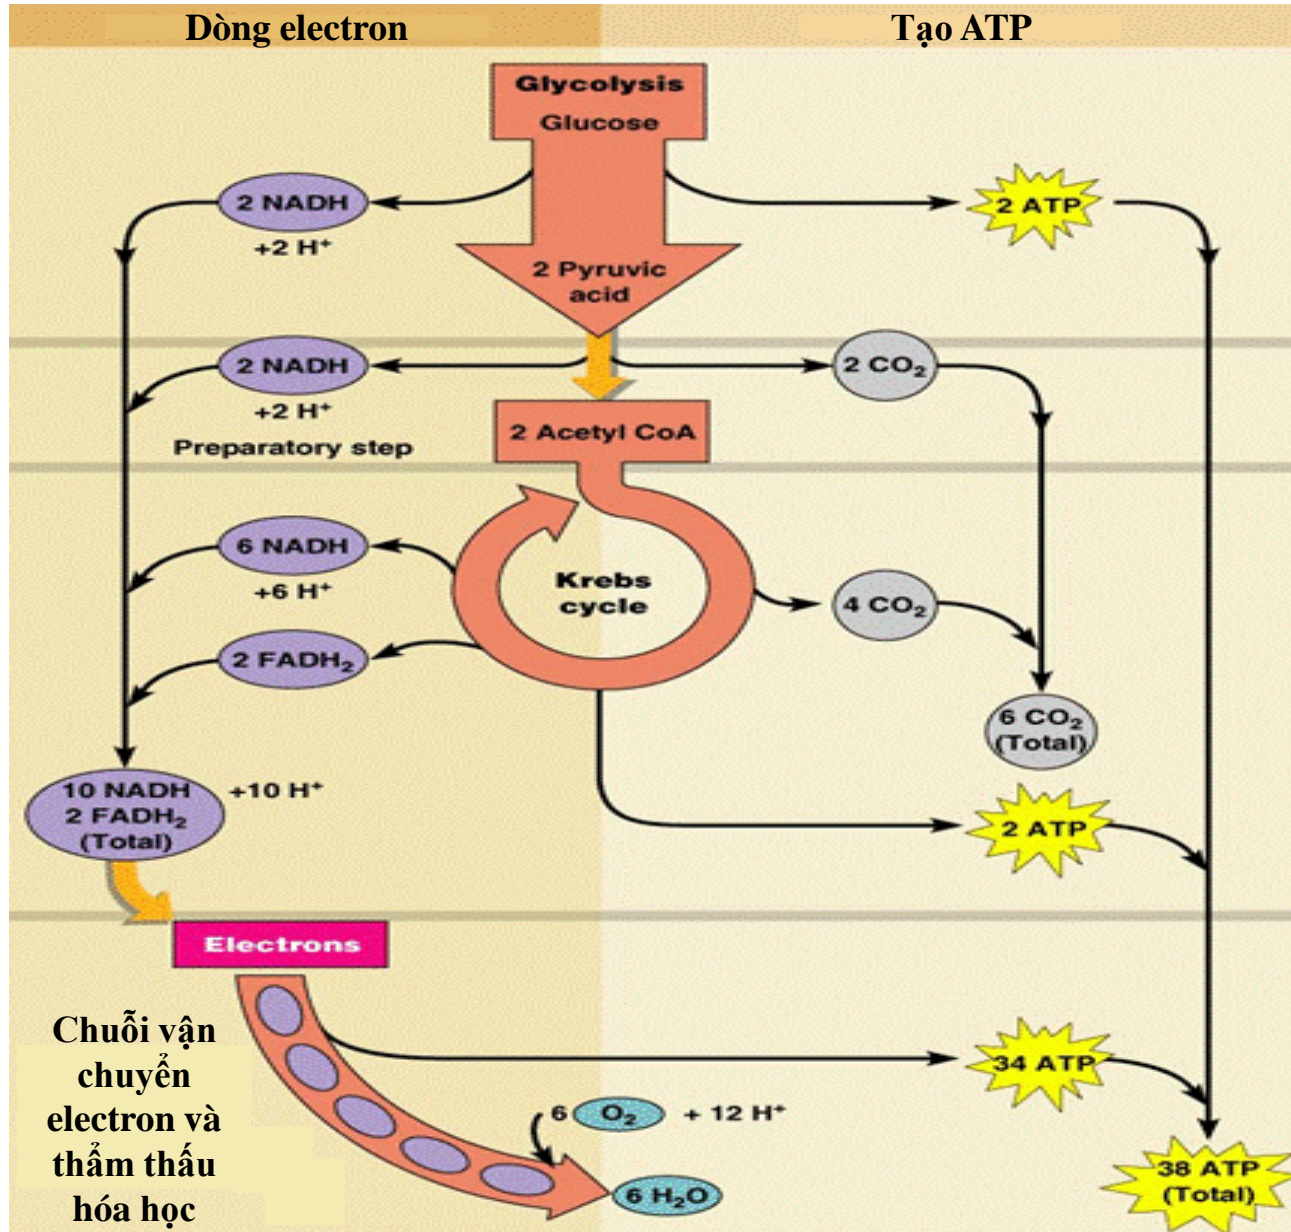 Dòng electron
Tạo ATP
Glycolysis
Glucose
2 NADH
+2 H⁺
2 ATP
2 Pyruvic
acid
2 NADH
+2 H⁺
2 CO₂
Preparatory step
2 Acetyl CoA
6 NADH
+6 H⁺
Krebs
cycle
4 CO₂
2 FADH₂
6 CO₂
(Total)
10 NADH
2 FADH₂
(Total)
+10 H⁺
2 ATP
Electrons
Chuỗi vận
chuyển
electron và
thẩm thấu
hóa học
34 ATP
6 O₂ + 12 H⁺
6 H₂O
38 ATP
(Total)